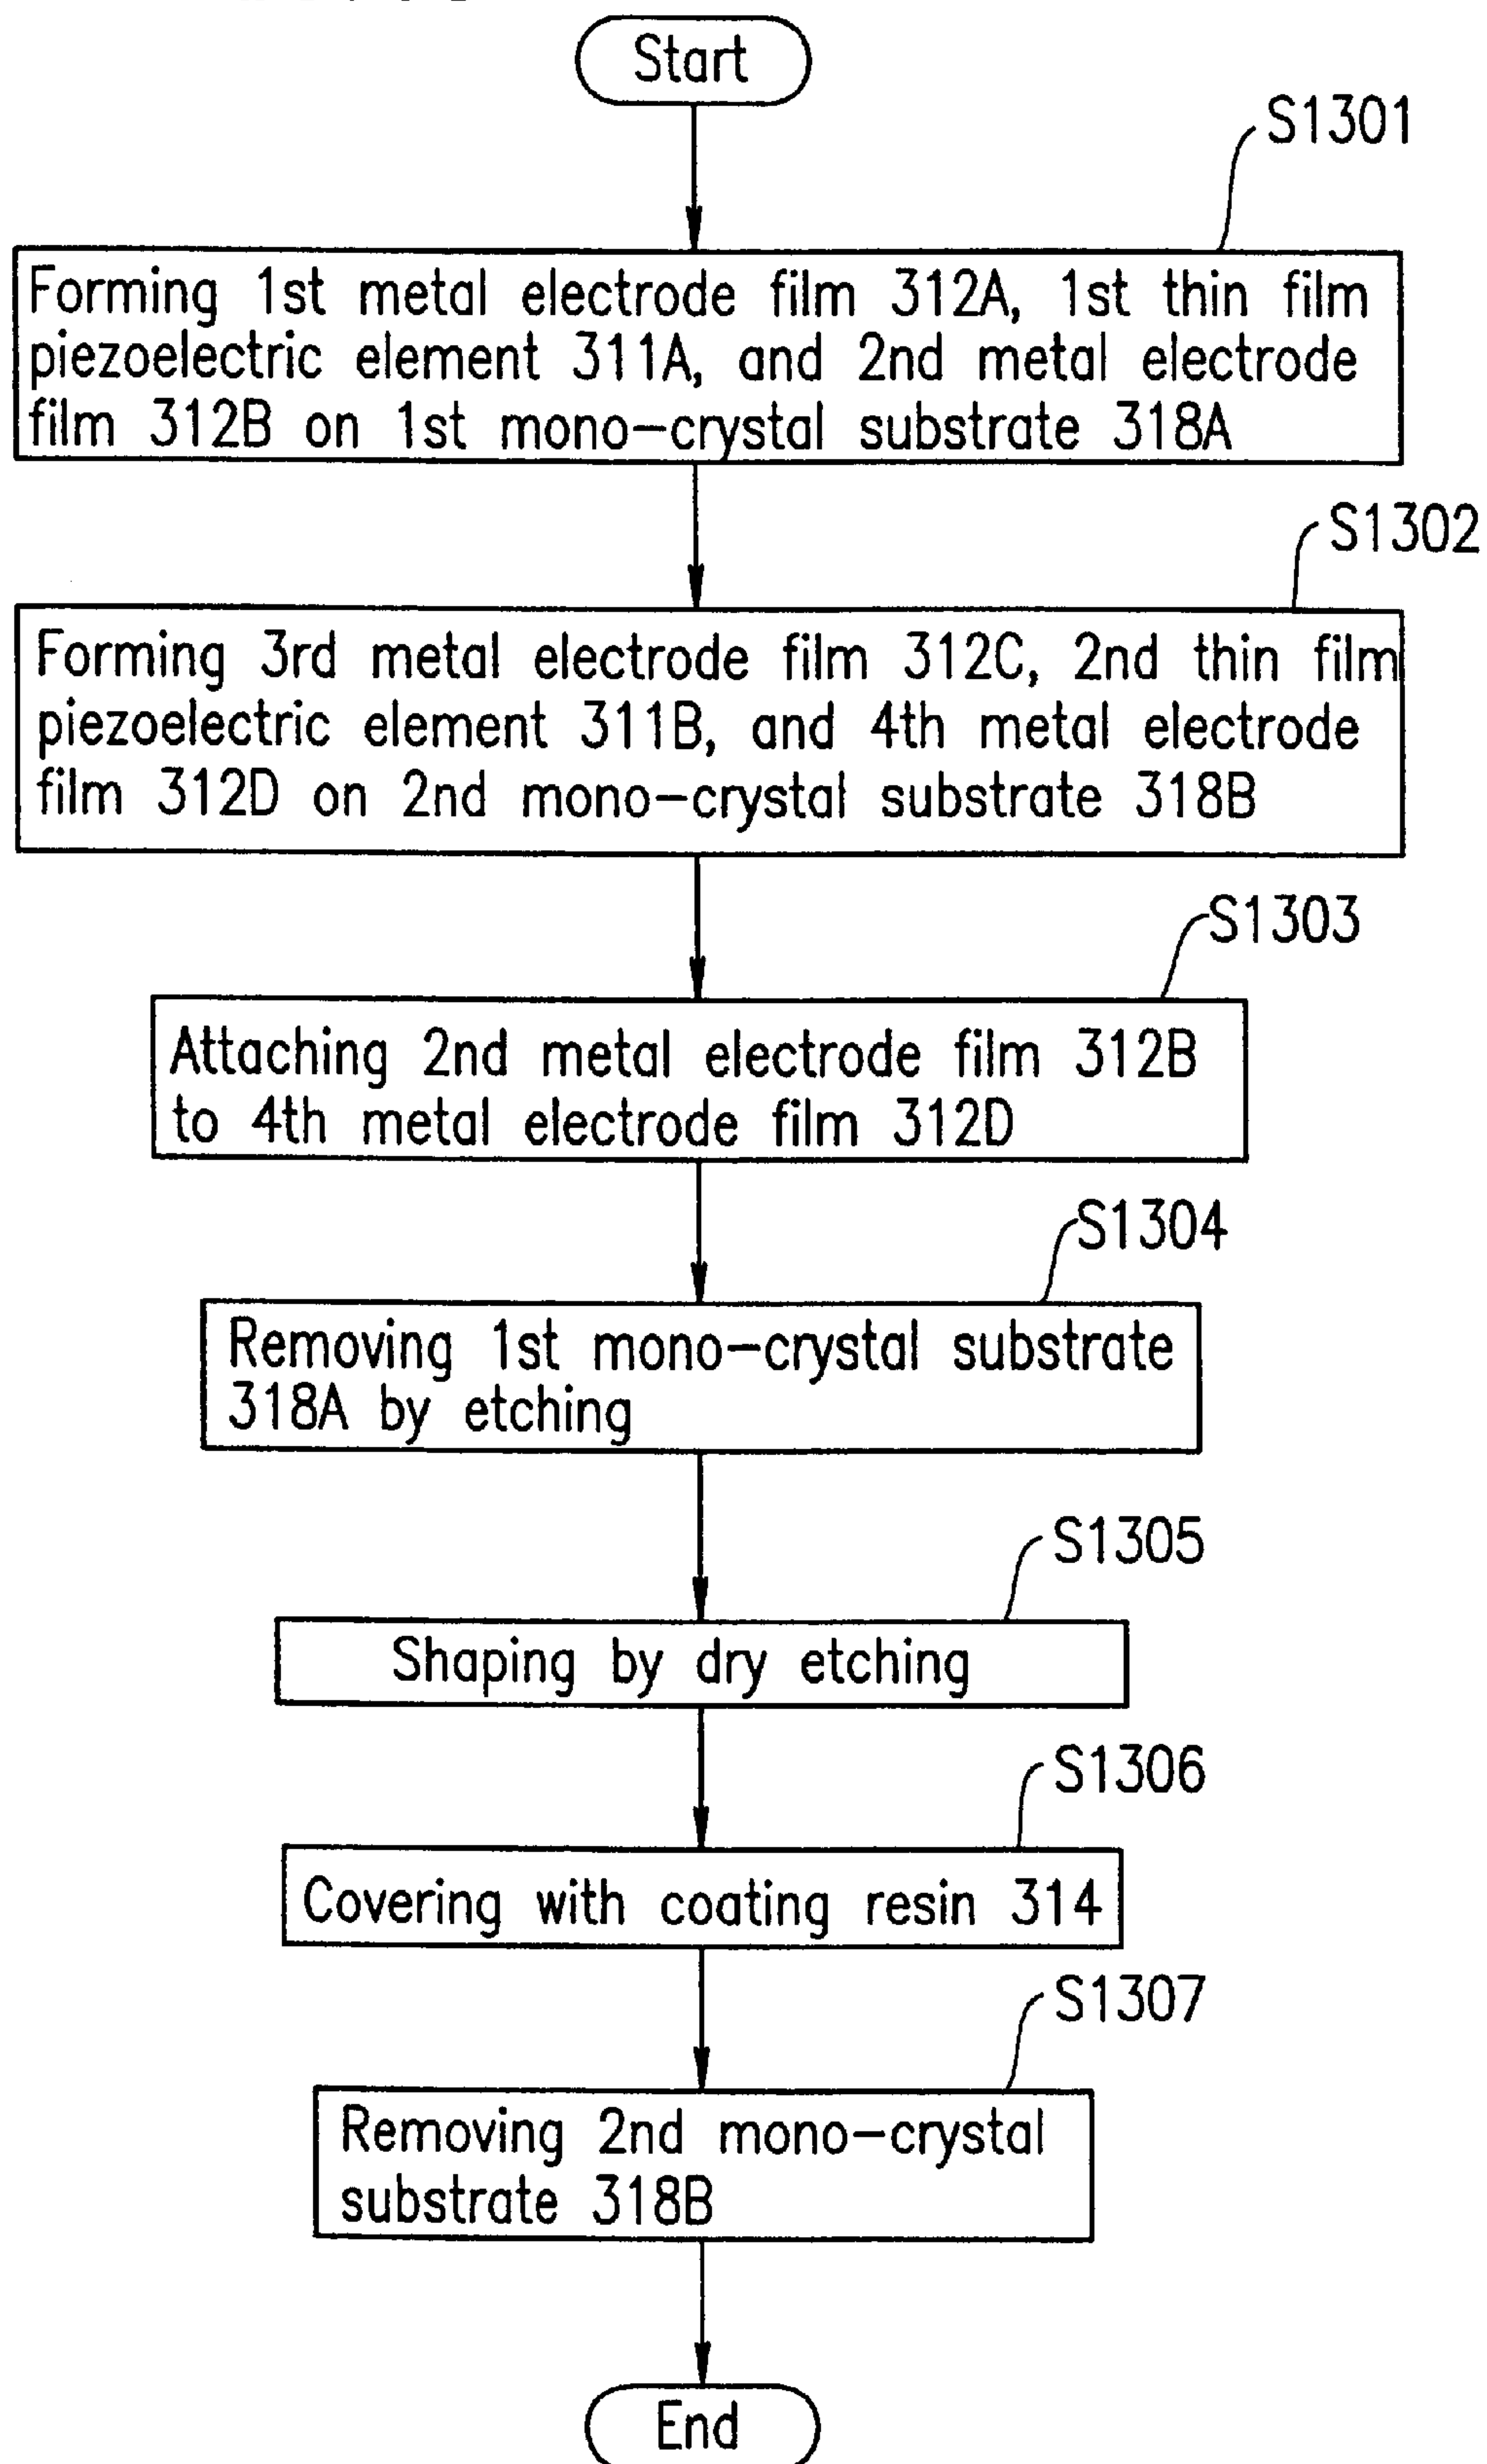 Start
S1301
Forming 1st metal electrode film 312A, 1st thin film
piezoelectric element 311A, and 2nd metal electrode
film 312B on 1st mono-crystal substrate 318A
S1302
Forming 3rd metal electrode film 312C, 2nd thin film
piezoelectric element 311B, and 4th metal electrode
film 312D on 2nd mono-crystal substrate 318B
S1303
Attaching 2nd metal electrode film 312B
to 4th metal electrode film 312D
S1304
Removing 1st mono-crystal substrate
318A by etching
S1305
Shaping by dry etching
S1306
Covering with coating resin 314
S1307
Removing 2nd mono-crystal
substrate 318B
End